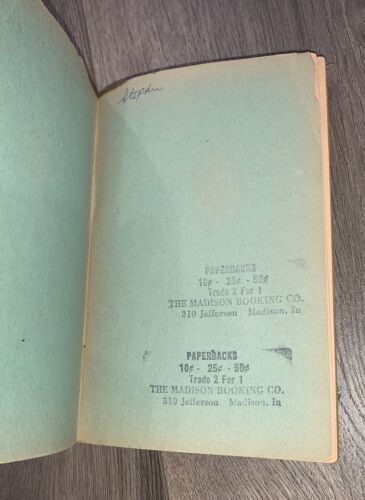 Stephen
PAPERBACKS
10¢ - 25¢ - 50¢
Trade 2 For 1
THE MADISON BOOKING CO.
310 Jefferson Madison, In
PAPERBACKS
10¢ - 25¢ - 50¢
Trade 2 For 1
THE MADISON BOOKING CO.
310 Jefferson Madison, In